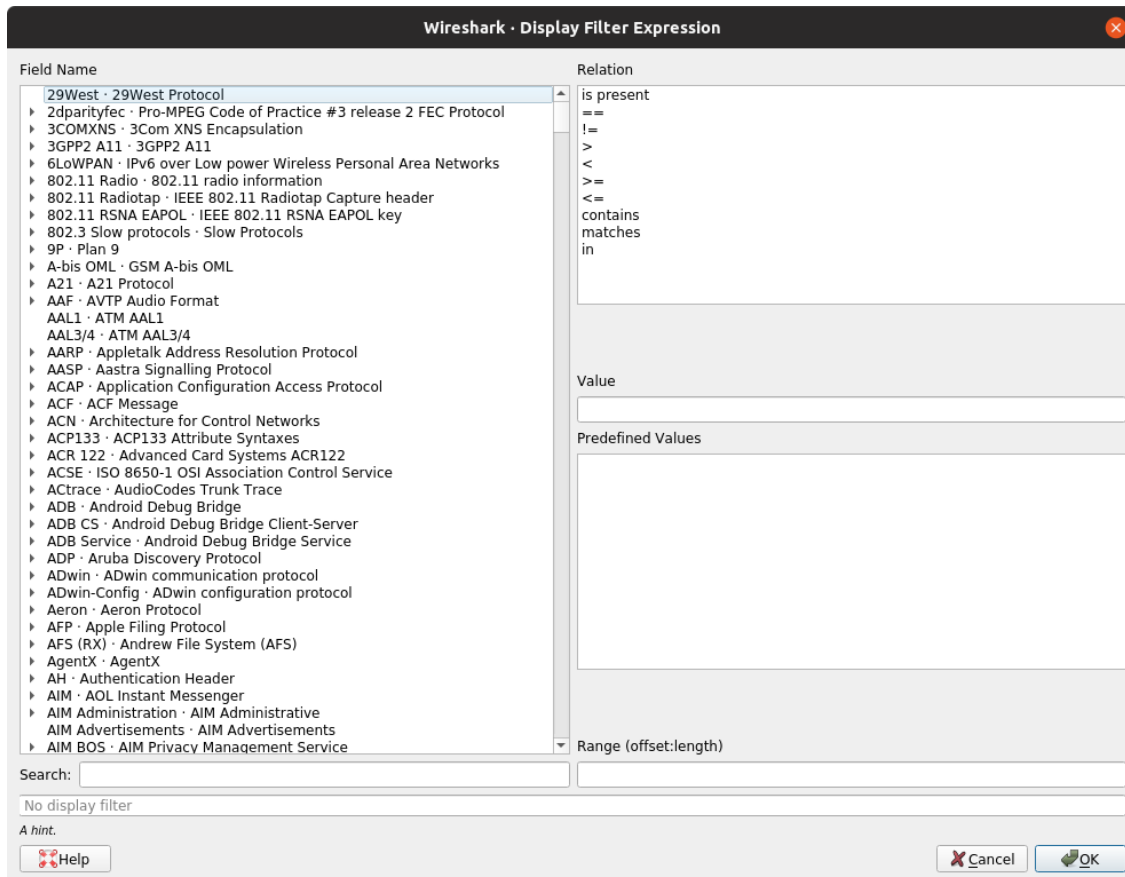 Wireshark · Display Filter Expression
Field Name
29West · 29West Protocol
2dparityfec · Pro-MPEG Code of Practice #3 release 2 FEC Protocol
3COMXNS · 3Com XNS Encapsulation
3GPP2 A11 · 3GPP2 A11
6LoWPAN · IPv6 over Low power Wireless Personal Area Networks
802.11 Radio · 802.11 radio information
802.11 Radiotap · IEEE 802.11 Radiotap Capture header
802.11 RSNA EAPOL · IEEE 802.11 RSNA EAPOL key
802.3 Slow protocols · Slow Protocols
9P · Plan 9
A-bis OML · GSM A-bis OML
A21 · A21 Protocol
AAF · AVTP Audio Format
AAL1 · ATM AAL1
AAL3/4 · ATM AAL3/4
AARP · Appletalk Address Resolution Protocol
AASP · Aastra Signalling Protocol
ACAP · Application Configuration Access Protocol
ACF · ACF Message
ACN · Architecture for Control Networks
ACP133 · ACP133 Attribute Syntaxes
ACR 122 · Advanced Card Systems ACR122
ACSE · ISO 8650-1 OSI Association Control Service
ACtrace · AudioCodes Trunk Trace
ADB · Android Debug Bridge
ADB CS · Android Debug Bridge Client-Server
ADB Service · Android Debug Bridge Service
ADP · Aruba Discovery Protocol
ADwin · ADwin communication protocol
ADwin-Config · ADwin configuration protocol
Aeron · Aeron Protocol
AFP · Apple Filing Protocol
AFS (RX) · Andrew File System (AFS)
AgentX · AgentX
AH · Authentication Header
AIM · AOL Instant Messenger
AIM Administration · AIM Administrative
AIM Advertisements · AIM Advertisements
AIM BOS · AIM Privacy Management Service
Search:
Relation
is present
==
!=
>
<
>=
<=
contains
matches
in
Value
Predefined Values
Range (offset:length)
No display filter
A hint.
Help
Cancel
OK